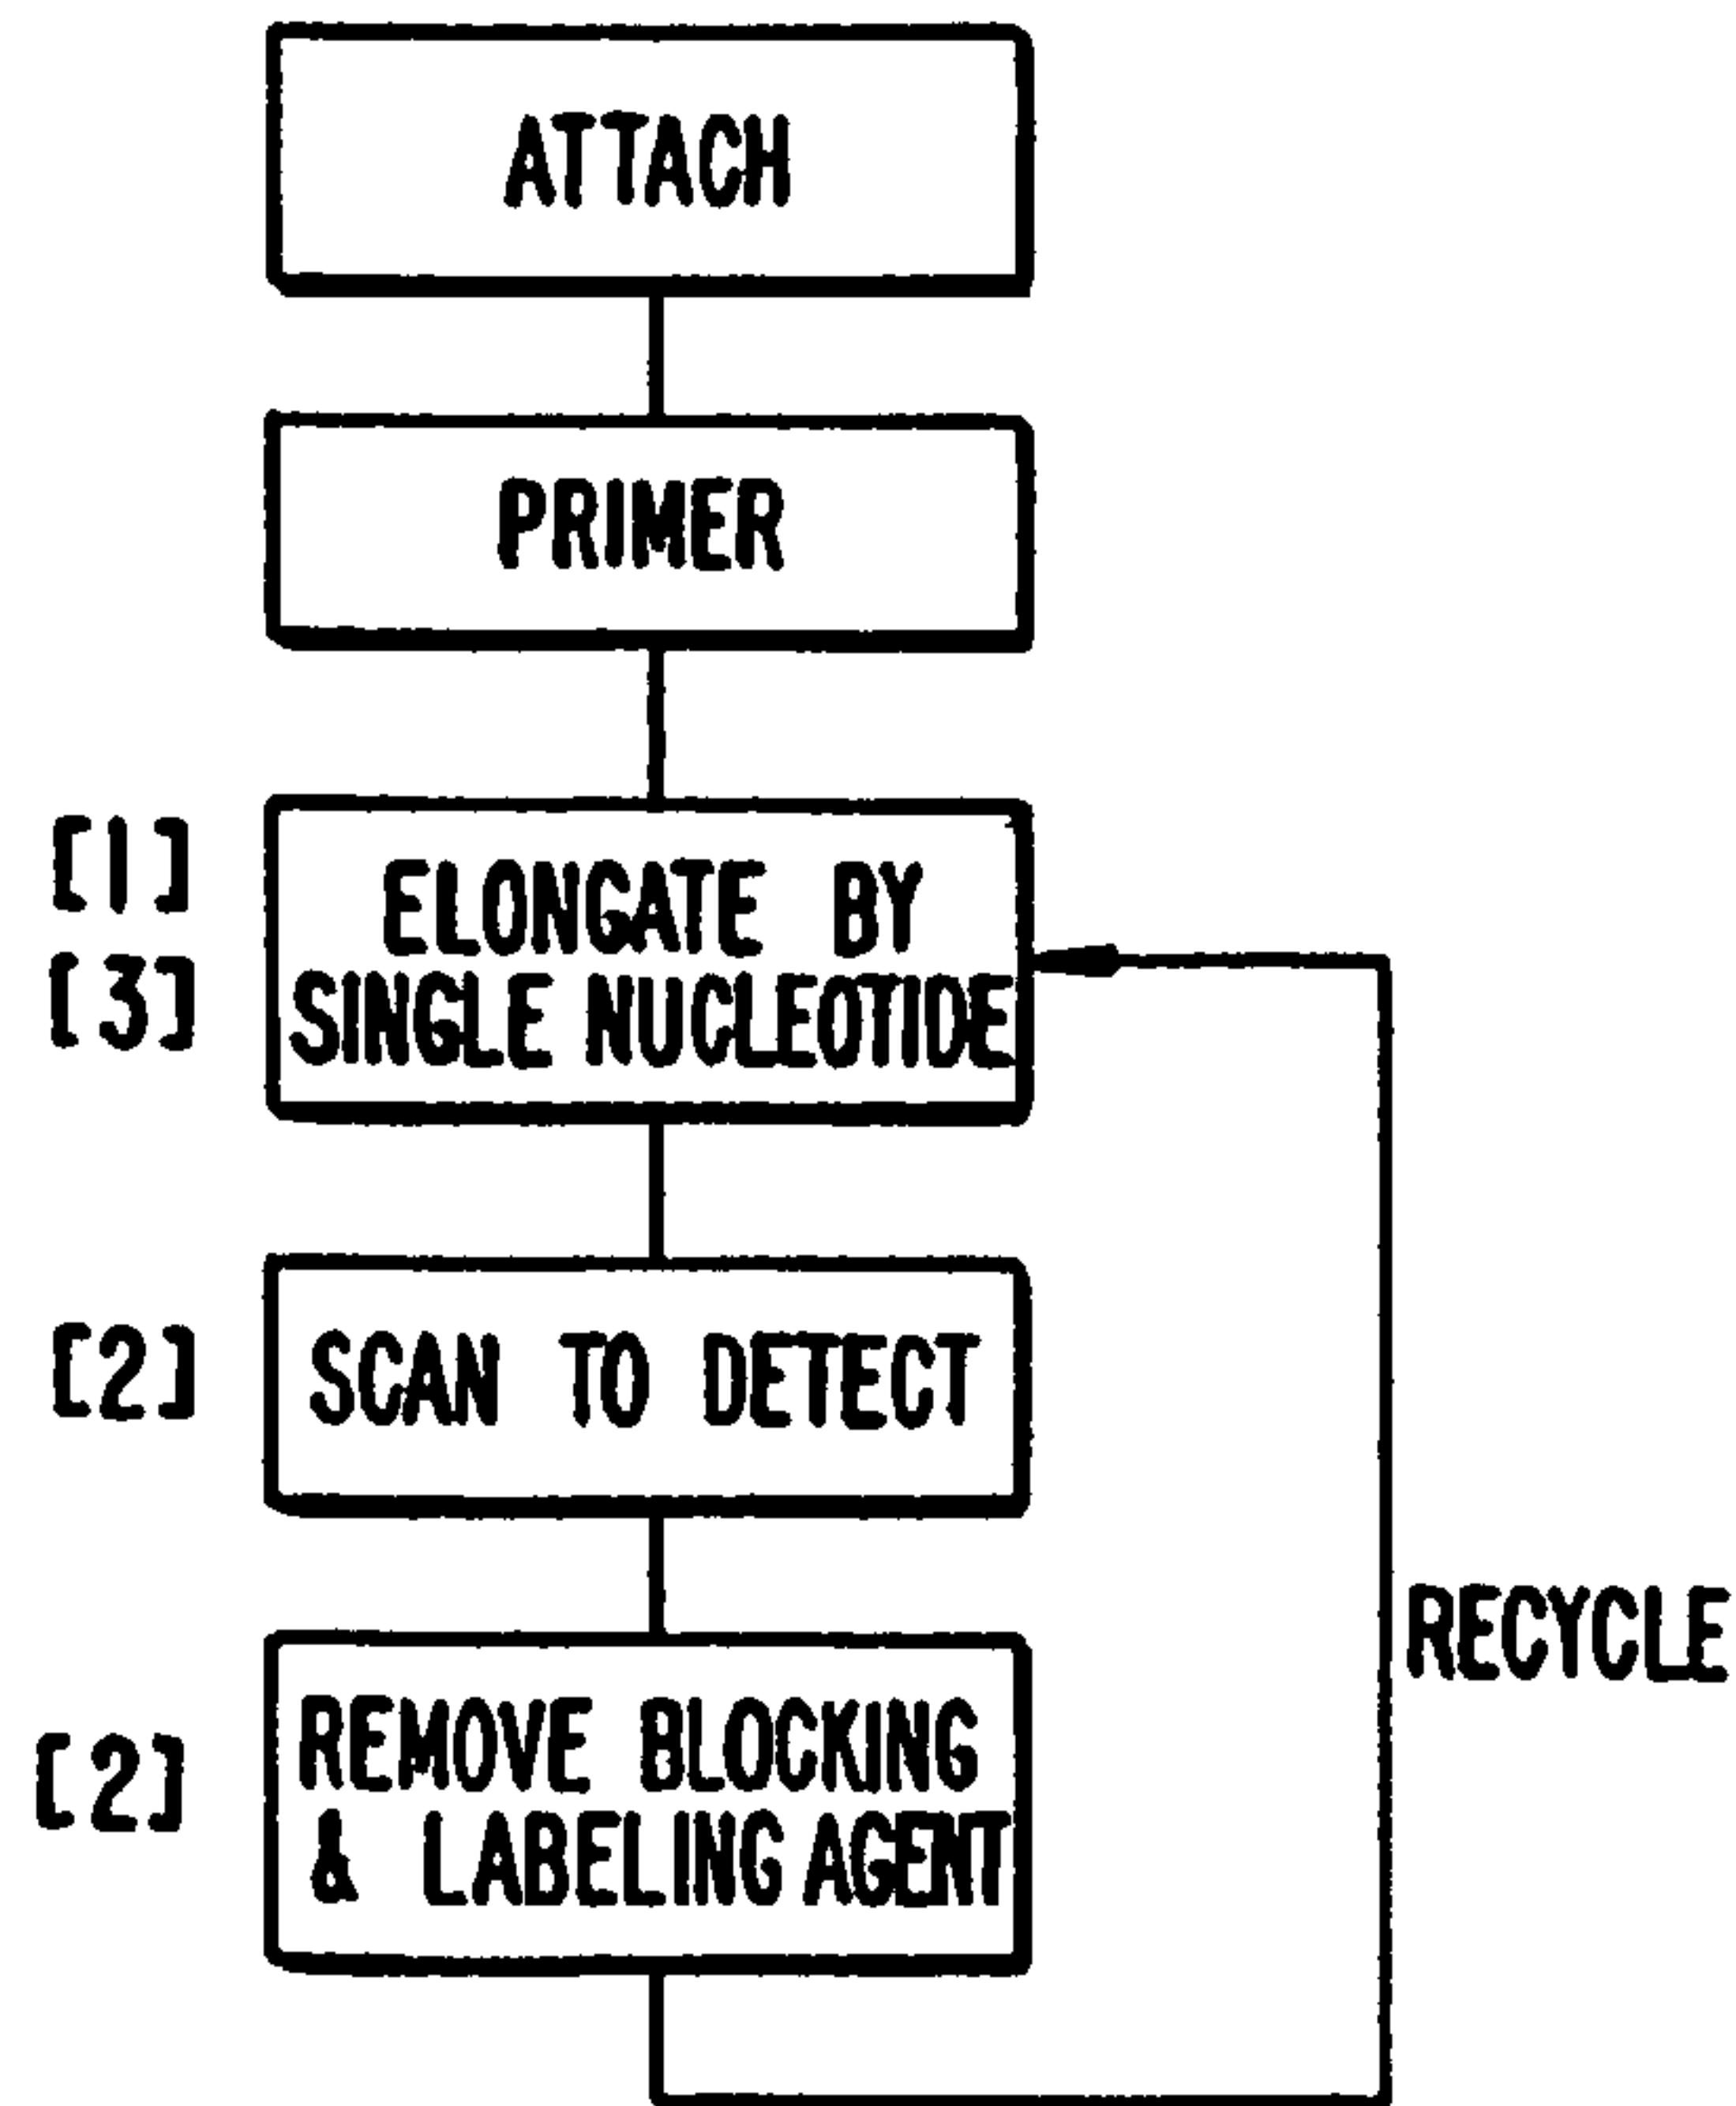 ATTACH
PRIMER
[1]
ELONGATE BY
[3]
SINGLE NUCLEOTIDE
[2]
SCAN TO DETECT
RECYCLE
[2]
REMOVE BLOCKING
& LABELING AGENT